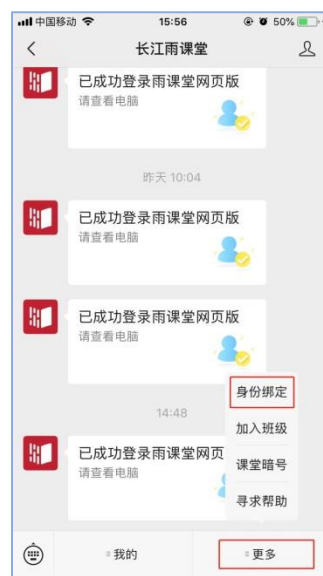 中国移动 15:56 50%
长江雨课堂
已成功登录雨课堂网页版
请查看电脑
昨天 10:04
已成功登录雨课堂网页版
请查看电脑
已成功登录雨课堂网页版
请查看电脑
14:48
已成功登录雨课堂网页
请查看电脑
身份绑定
加入班级
课堂暗号
寻求帮助
我的 更多